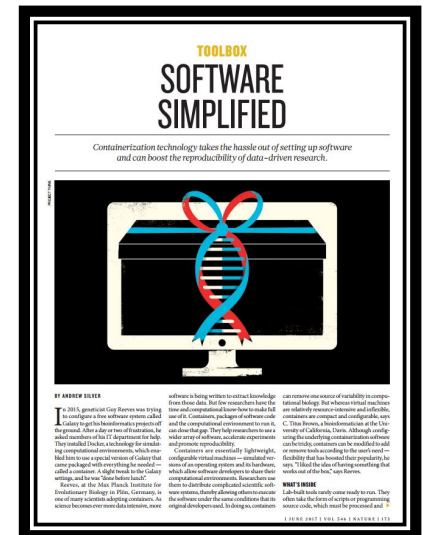 TOOLBOX
SOFTWARE
SIMPLIFIED
Containerization technology takes the hassle out of setting up software
and can boost the reproducibility of data-driven research.
BY ANDREW SILVER
In 2015, geneticist Guy Reeves was trying
to configure a free software system called
Galaxy to get his bioinformatics projects off
the ground. After a day or two of frustration, he
asked members of his IT department for help.
They installed Docker, a technology for simulat-
ing computational environments, which ena-
bled him to use a special version of Galaxy that
came packaged with everything he needed —
called a container. A slight tweak to the Galaxy
settings, and he was "done before lunch".
Reeves, at the Max Planck Institute for
Evolutionary Biology in Plön, Germany, is
one of many scientists adopting containers. As
science becomes ever more data intensive, more
software is being written to extract knowledge
from those data. But few researchers have the
time and computational know-how to make full
use of it. Containers, packages of software code
and the computational environment to run it,
can close that gap. They help researchers to use a
wider array of software, accelerate experiments
and promote reproducibility.
Containers are essentially lightweight,
configurable virtual machines — simulated ver-
sions of an operating system and its hardware,
which allow software developers to share their
computational environments. Researchers use
them to distribute complicated scientific soft-
ware systems, thereby allowing others to execute
the software under the same conditions that its
original developers used. In doing so, containers
can remove one source of variability in compu-
tational biology. But whereas virtual machines
are relatively resource-intensive and inflexible,
containers are compact and configurable, says
C. Titus Brown, a bioinformatician at the Uni-
versity of California, Davis. Although config-
uring the underlying containerization software
can be tricky, containers can be modified to add
or remove tools according to the user's need —
flexibility that has boosted their popularity, he
says. "I liked the idea of having something that
works out of the box," says Reeves.
WHAT'S INSIDE
Lab-built tools rarely come ready to run. They
often take the form of scripts or programming
source code, which must be processed and
1 JUNE 2017 | VOL 546 | NATURE | 173